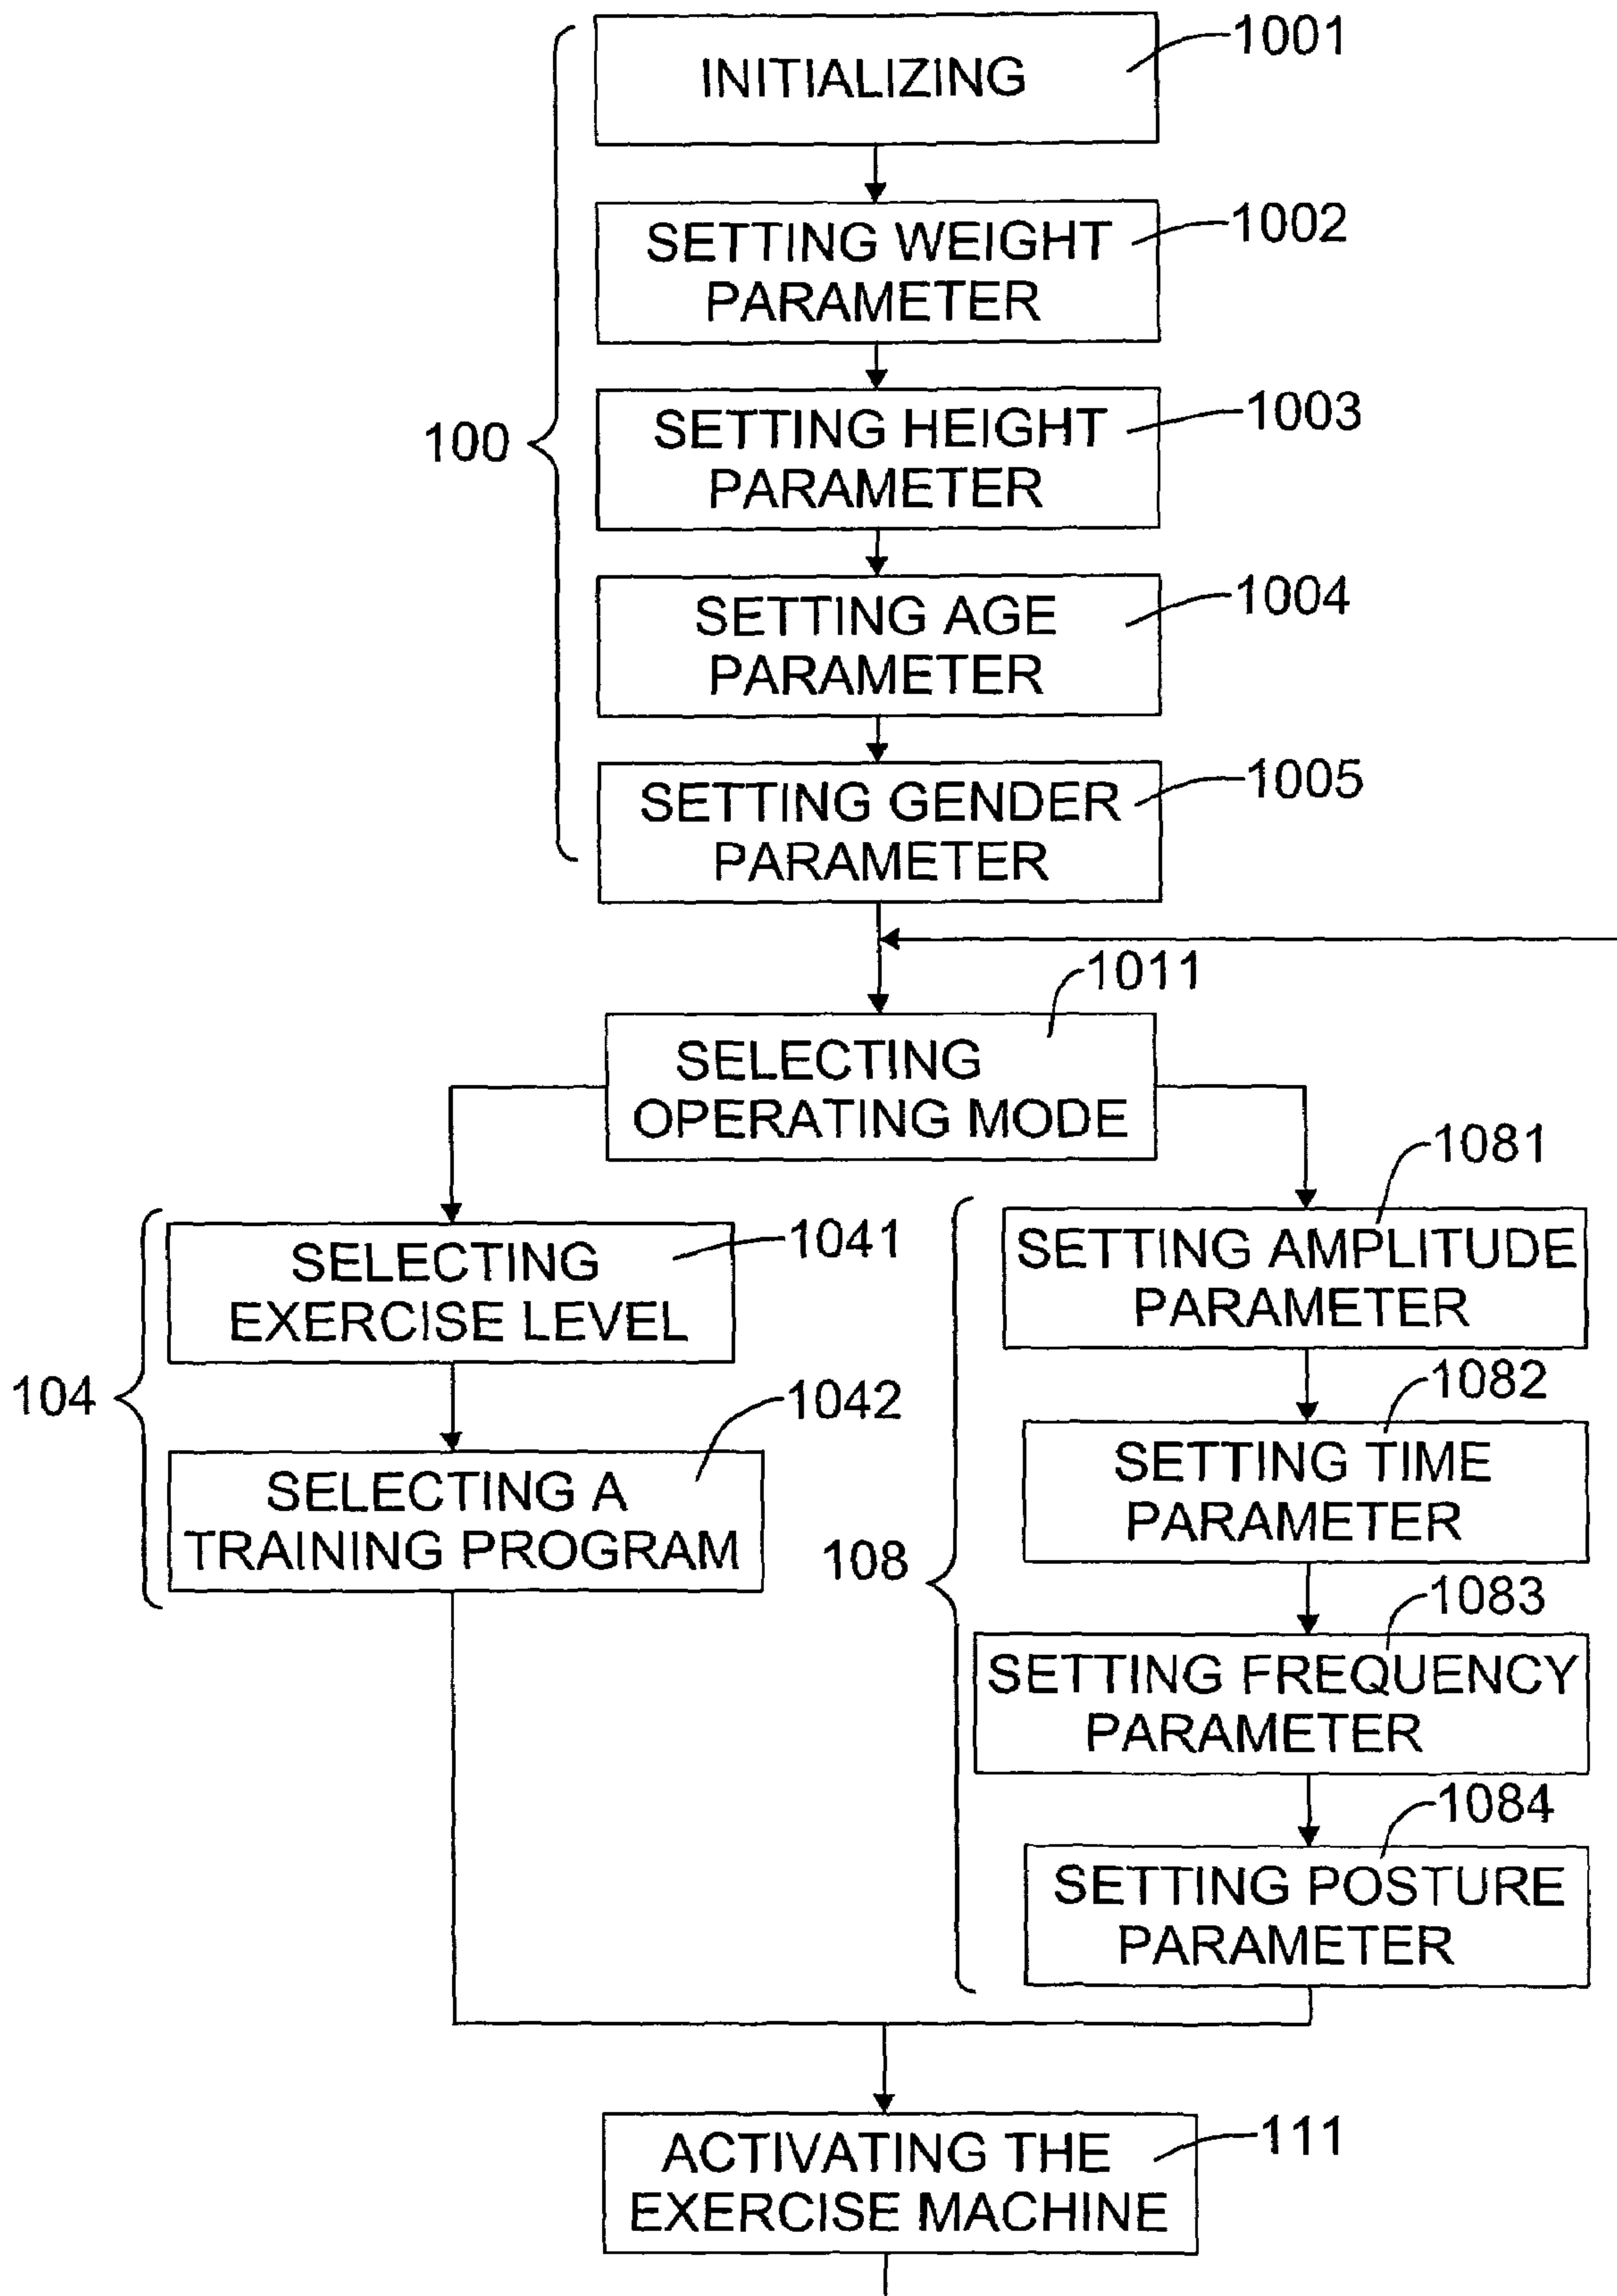 1001
INITIALIZING
1002
SETTING WEIGHT
PARAMETER
1003
SETTING HEIGHT
PARAMETER
100
1004
SETTING AGE
PARAMETER
1005
SETTING GENDER
PARAMETER
1011
SELECTING
OPERATING MODE
1041
SELECTING
EXERCISE LEVEL
104
1042
SELECTING A
TRAINING PROGRAM
1081
SETTING AMPLITUDE
PARAMETER
1082
SETTING TIME
PARAMETER
108
1083
SETTING FREQUENCY
PARAMETER
1084
SETTING POSTURE
PARAMETER
111
ACTIVATING THE
EXERCISE MACHINE